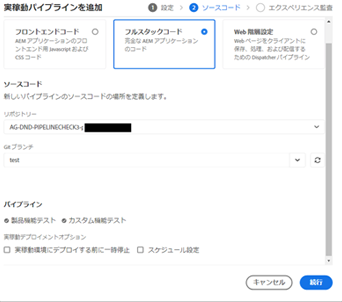 実稼動パイプラインを追加
1 設定 2 ソースコード エクスペリエンス監査
フロントエンドコード
AEM アプリケーションのフロントエンド用 Javascript および CSS コード
フルスタックコード
完全な AEM アプリケーションのコード
Web 階層設定
Web ページをクライアントに保存、処理、および配信するための Dispatcher パイプライン
ソースコード
新しいパイプラインのソースコードの場所を定義します。
リポジトリー
AG-DND-PIPELINECHECK3-
Git ブランチ
test
パイプライン
製品機能テスト カスタム機能テスト
実稼動デプロイメントオプション
実稼動環境にデプロイする前に一時停止 スケジュール設定
キャンセル 続行